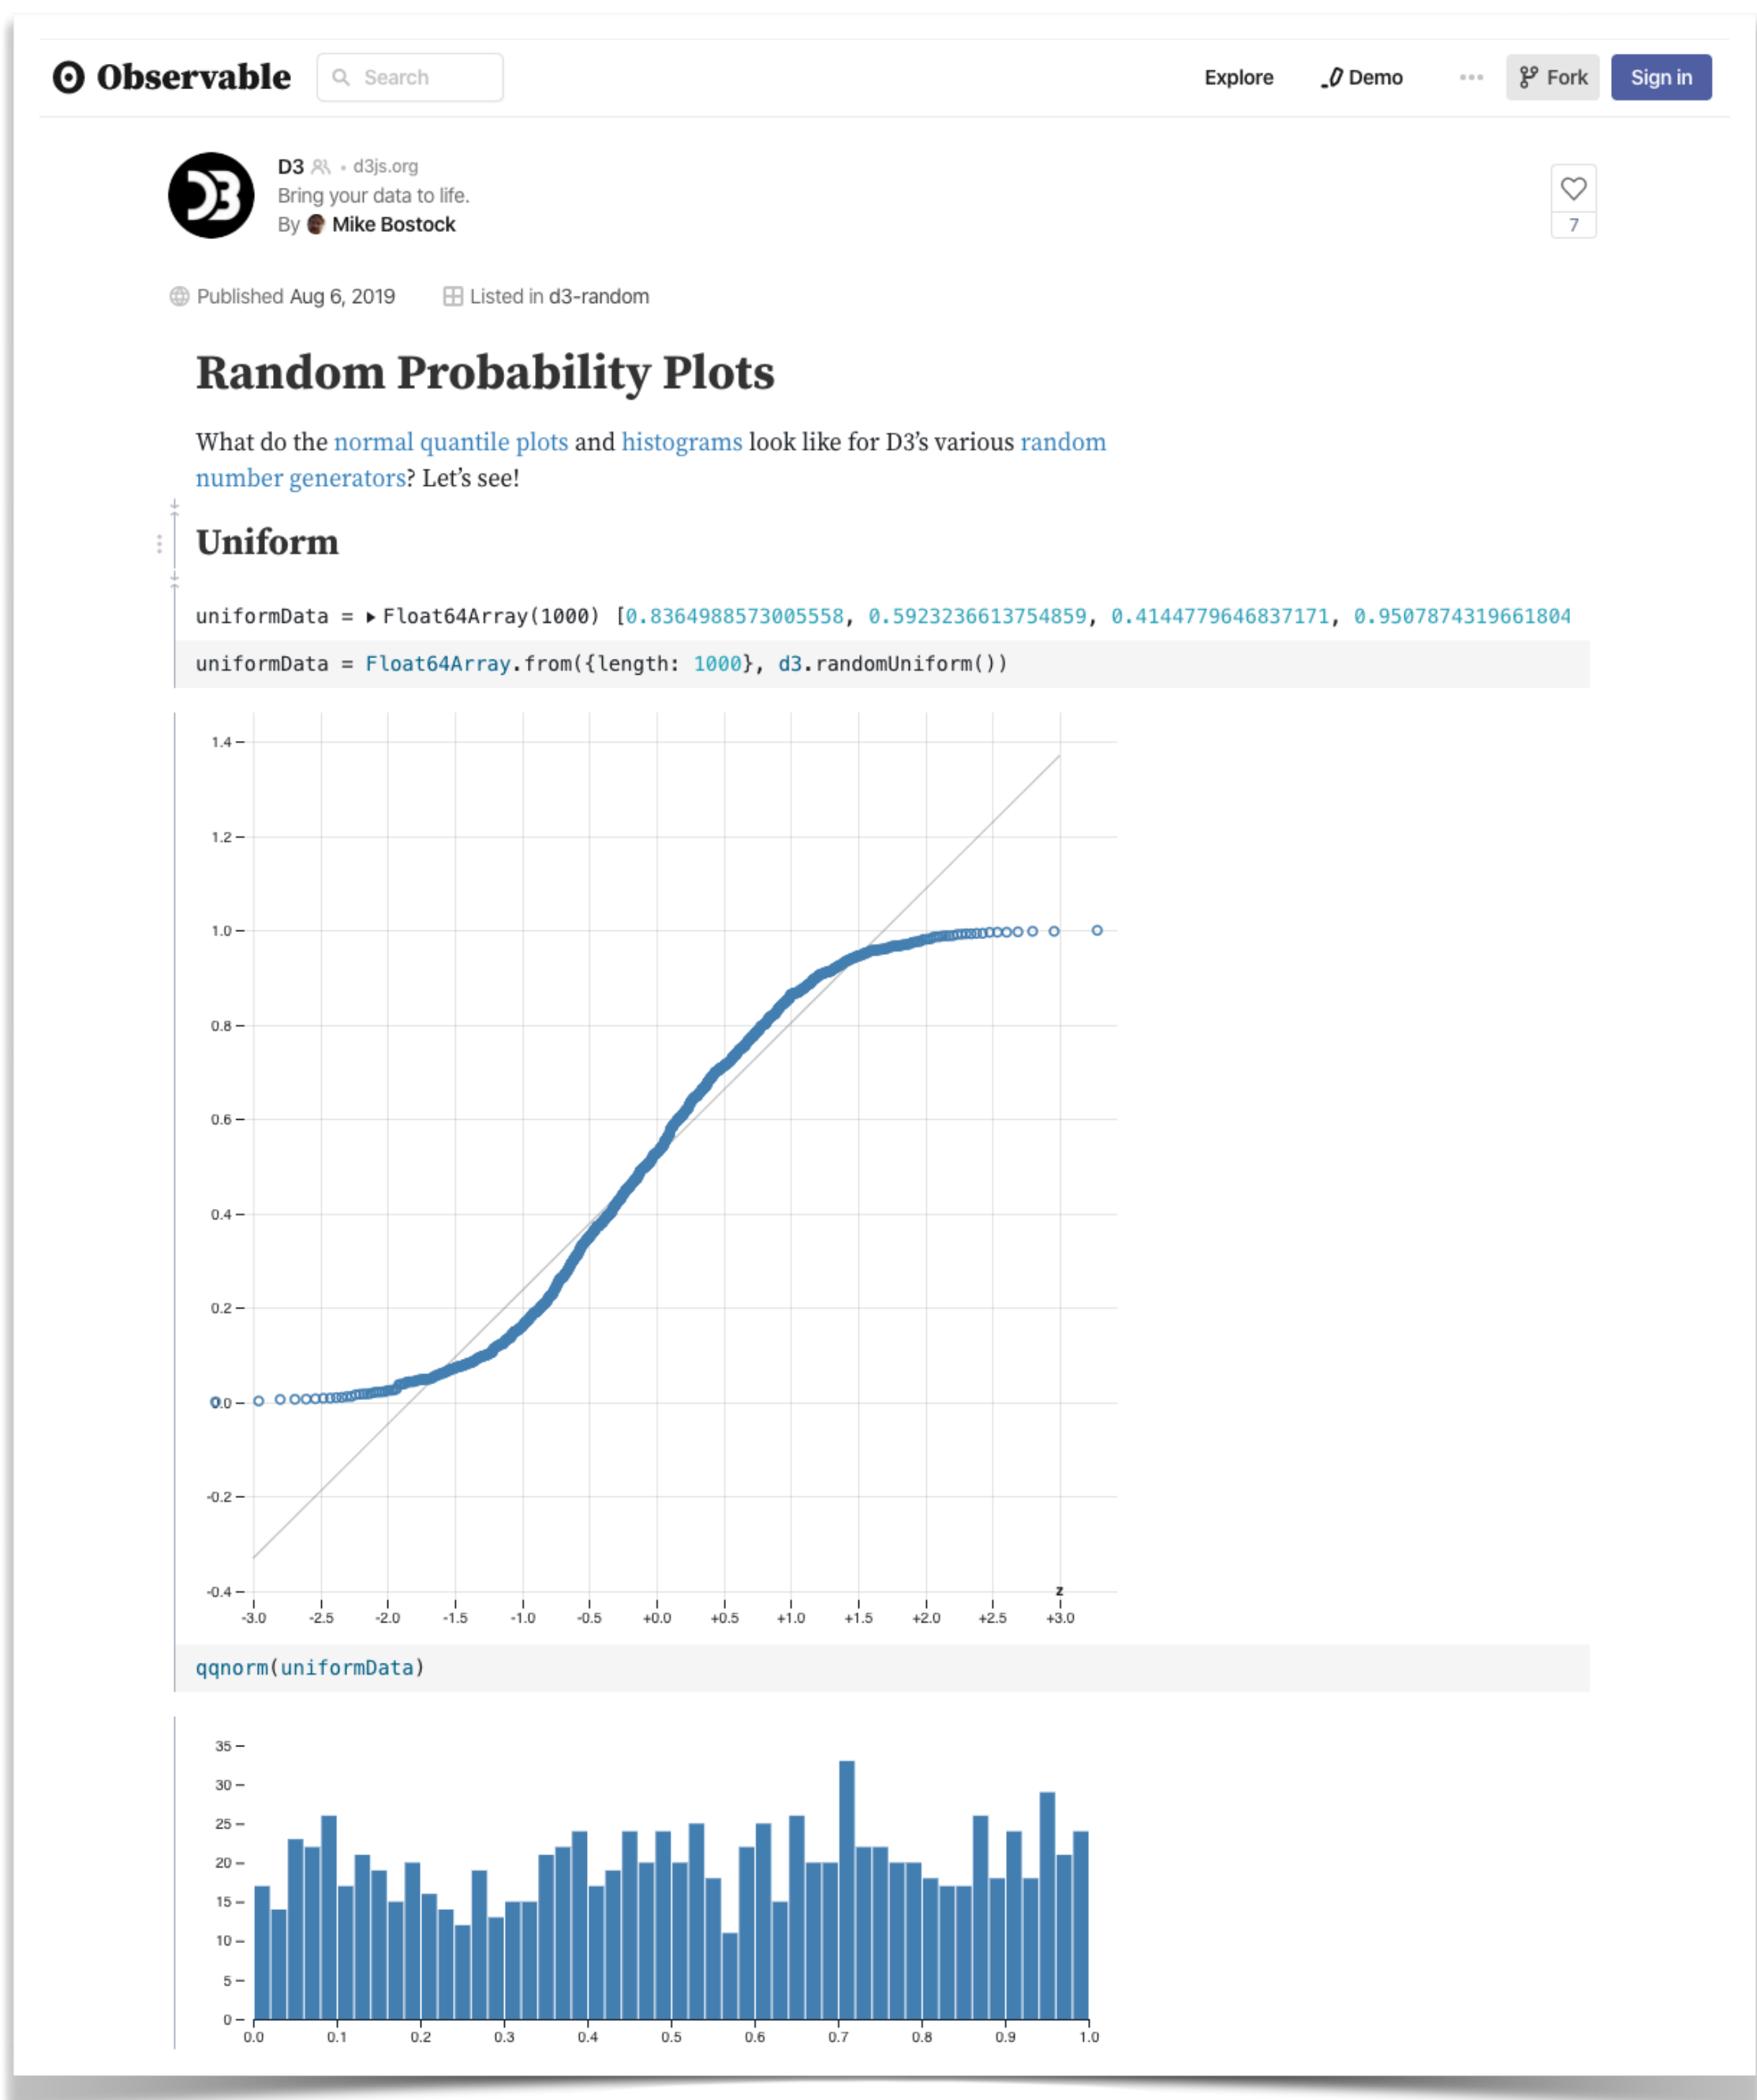 Observable
Search
Explore
Demo
Fork
Sign in
D3 • d3js.org
Bring your data to life.
By Mike Bostock
7
Published Aug 6, 2019
Listed in d3-random
Random Probability Plots
What do the normal quantile plots and histograms look like for D3’s various random
number generators? Let’s see!
Uniform
uniformData = ▸ Float64Array(1000) [0.8364988573005558, 0.5923236613754859, 0.4144779646837171, 0.9507874319661804
uniformData = Float64Array.from({length: 1000}, d3.randomUniform())
1.4
1.2
1.0
0.8
0.6
0.4
0.2
0.0
-0.2
-0.4
z
-3.0 -2.5 -2.0 -1.5 -1.0 -0.5 +0.0 +0.5 +1.0 +1.5 +2.0 +2.5 +3.0
qqnorm(uniformData)
35
30
25
20
15
10
5
0
0.0 0.1 0.2 0.3 0.4 0.5 0.6 0.7 0.8 0.9 1.0